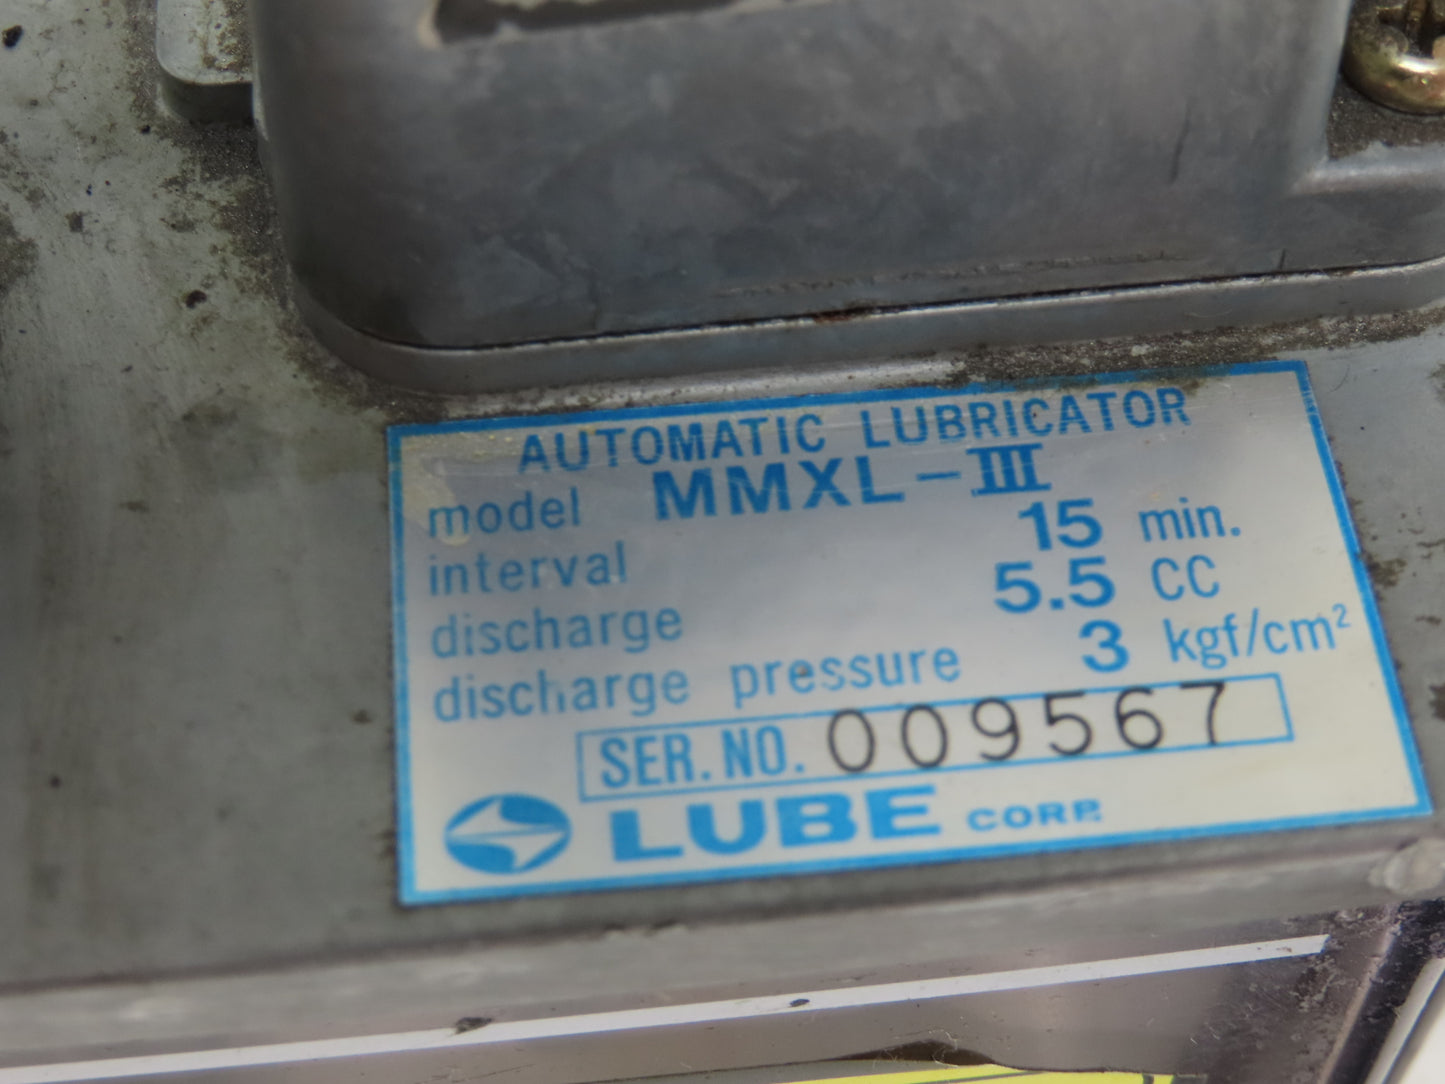 AUTOMATIC LUBRICATOR
model MMXL-III
interval 15 min.
discharge 5.5 CC
discharge pressure 3 kgf/cm²
SER. NO. 009567
LUBE CORP.